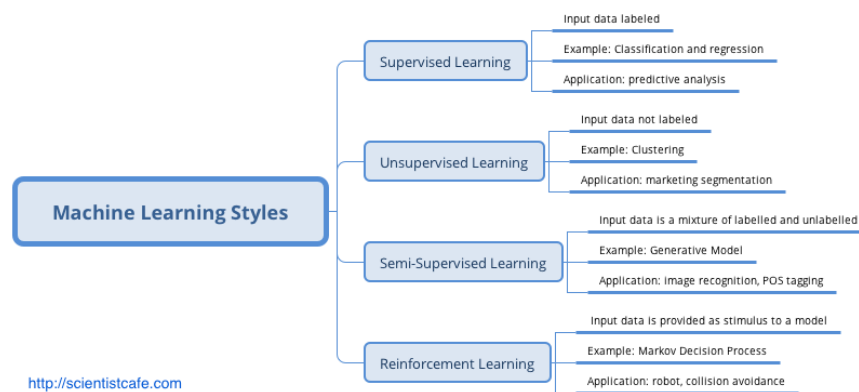 Machine Learning Styles
Supervised Learning
Input data labeled
Example: Classification and regression
Application: predictive analysis
Unsupervised Learning
Input data not labeled
Example: Clustering
Application: marketing segmentation
Semi-Supervised Learning
Input data is a mixture of labelled and unlabelled
Example: Generative Model
Application: image recognition, POS tagging
Reinforcement Learning
Input data is provided as stimulus to a model
Example: Markov Decision Process
Application: robot, collision avoidance
http://scientistcafe.com